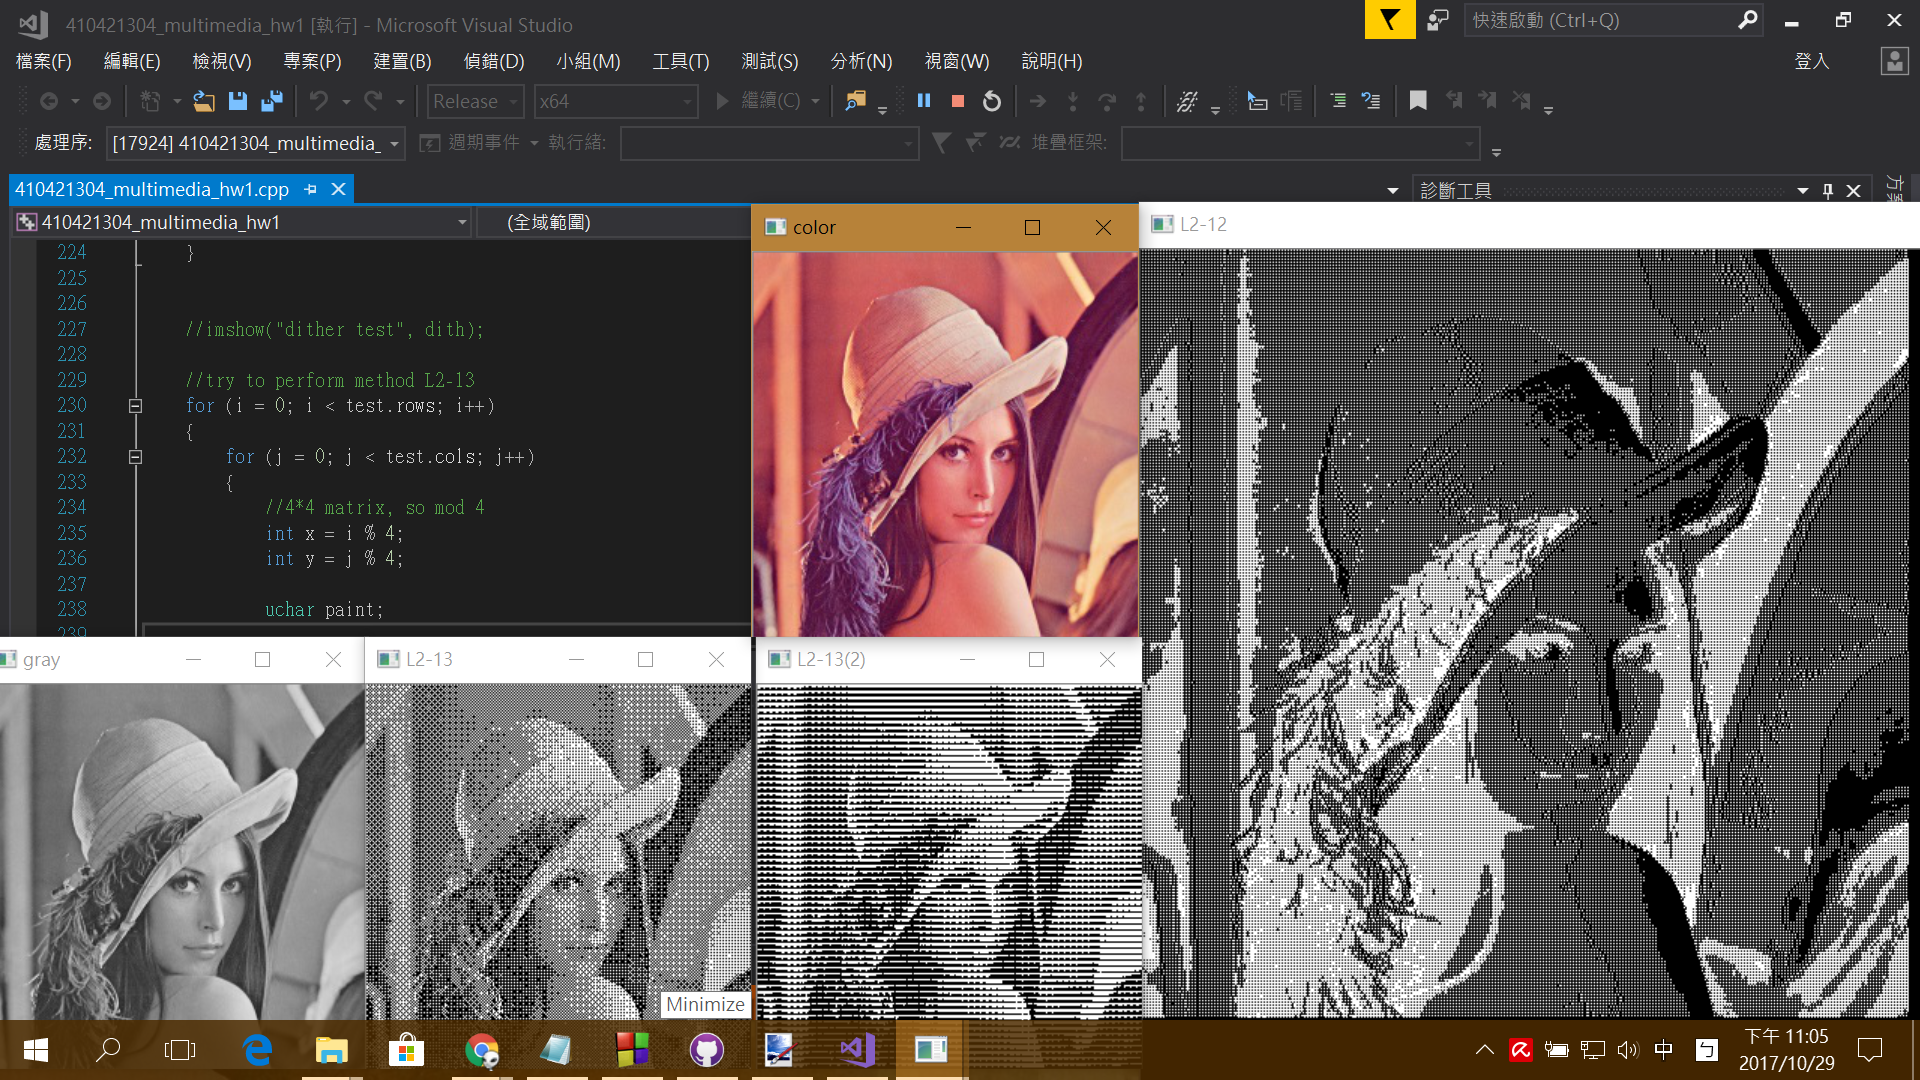 410421304_multimedia_hw1 [執行] - Microsoft Visual Studio
快速啟動 (Ctrl+Q)
檔案(F) 編輯(E) 檢視(V) 專案(P) 建置(B) 偵錯(D) 小組(M) 工具(T) 測試(S) 分析(N) 視窗(W) 說明(H)
登入
Release x64 繼續(C)
處理序: [17924] 410421304_multimedia_ 週期事件 執行緒: 堆疊框架:
410421304_multimedia_hw1.cpp
診斷工具
方
410421304_multimedia_hw1 (全域範圍)
color
L2-12
224 }
225
226
227 //imshow("dither test", dith);
228
229 //try to perform method L2-13
230 for (i = 0; i < test.rows; i++)
231 {
232 for (j = 0; j < test.cols; j++)
233 {
234 //4*4 matrix, so mod 4
235 int x = i % 4;
236 int y = j % 4;
237
238 uchar paint;
239
gray
L2-13
L2-13(2)
Minimize
中
ㄅ
下午 11:05
2017/10/29